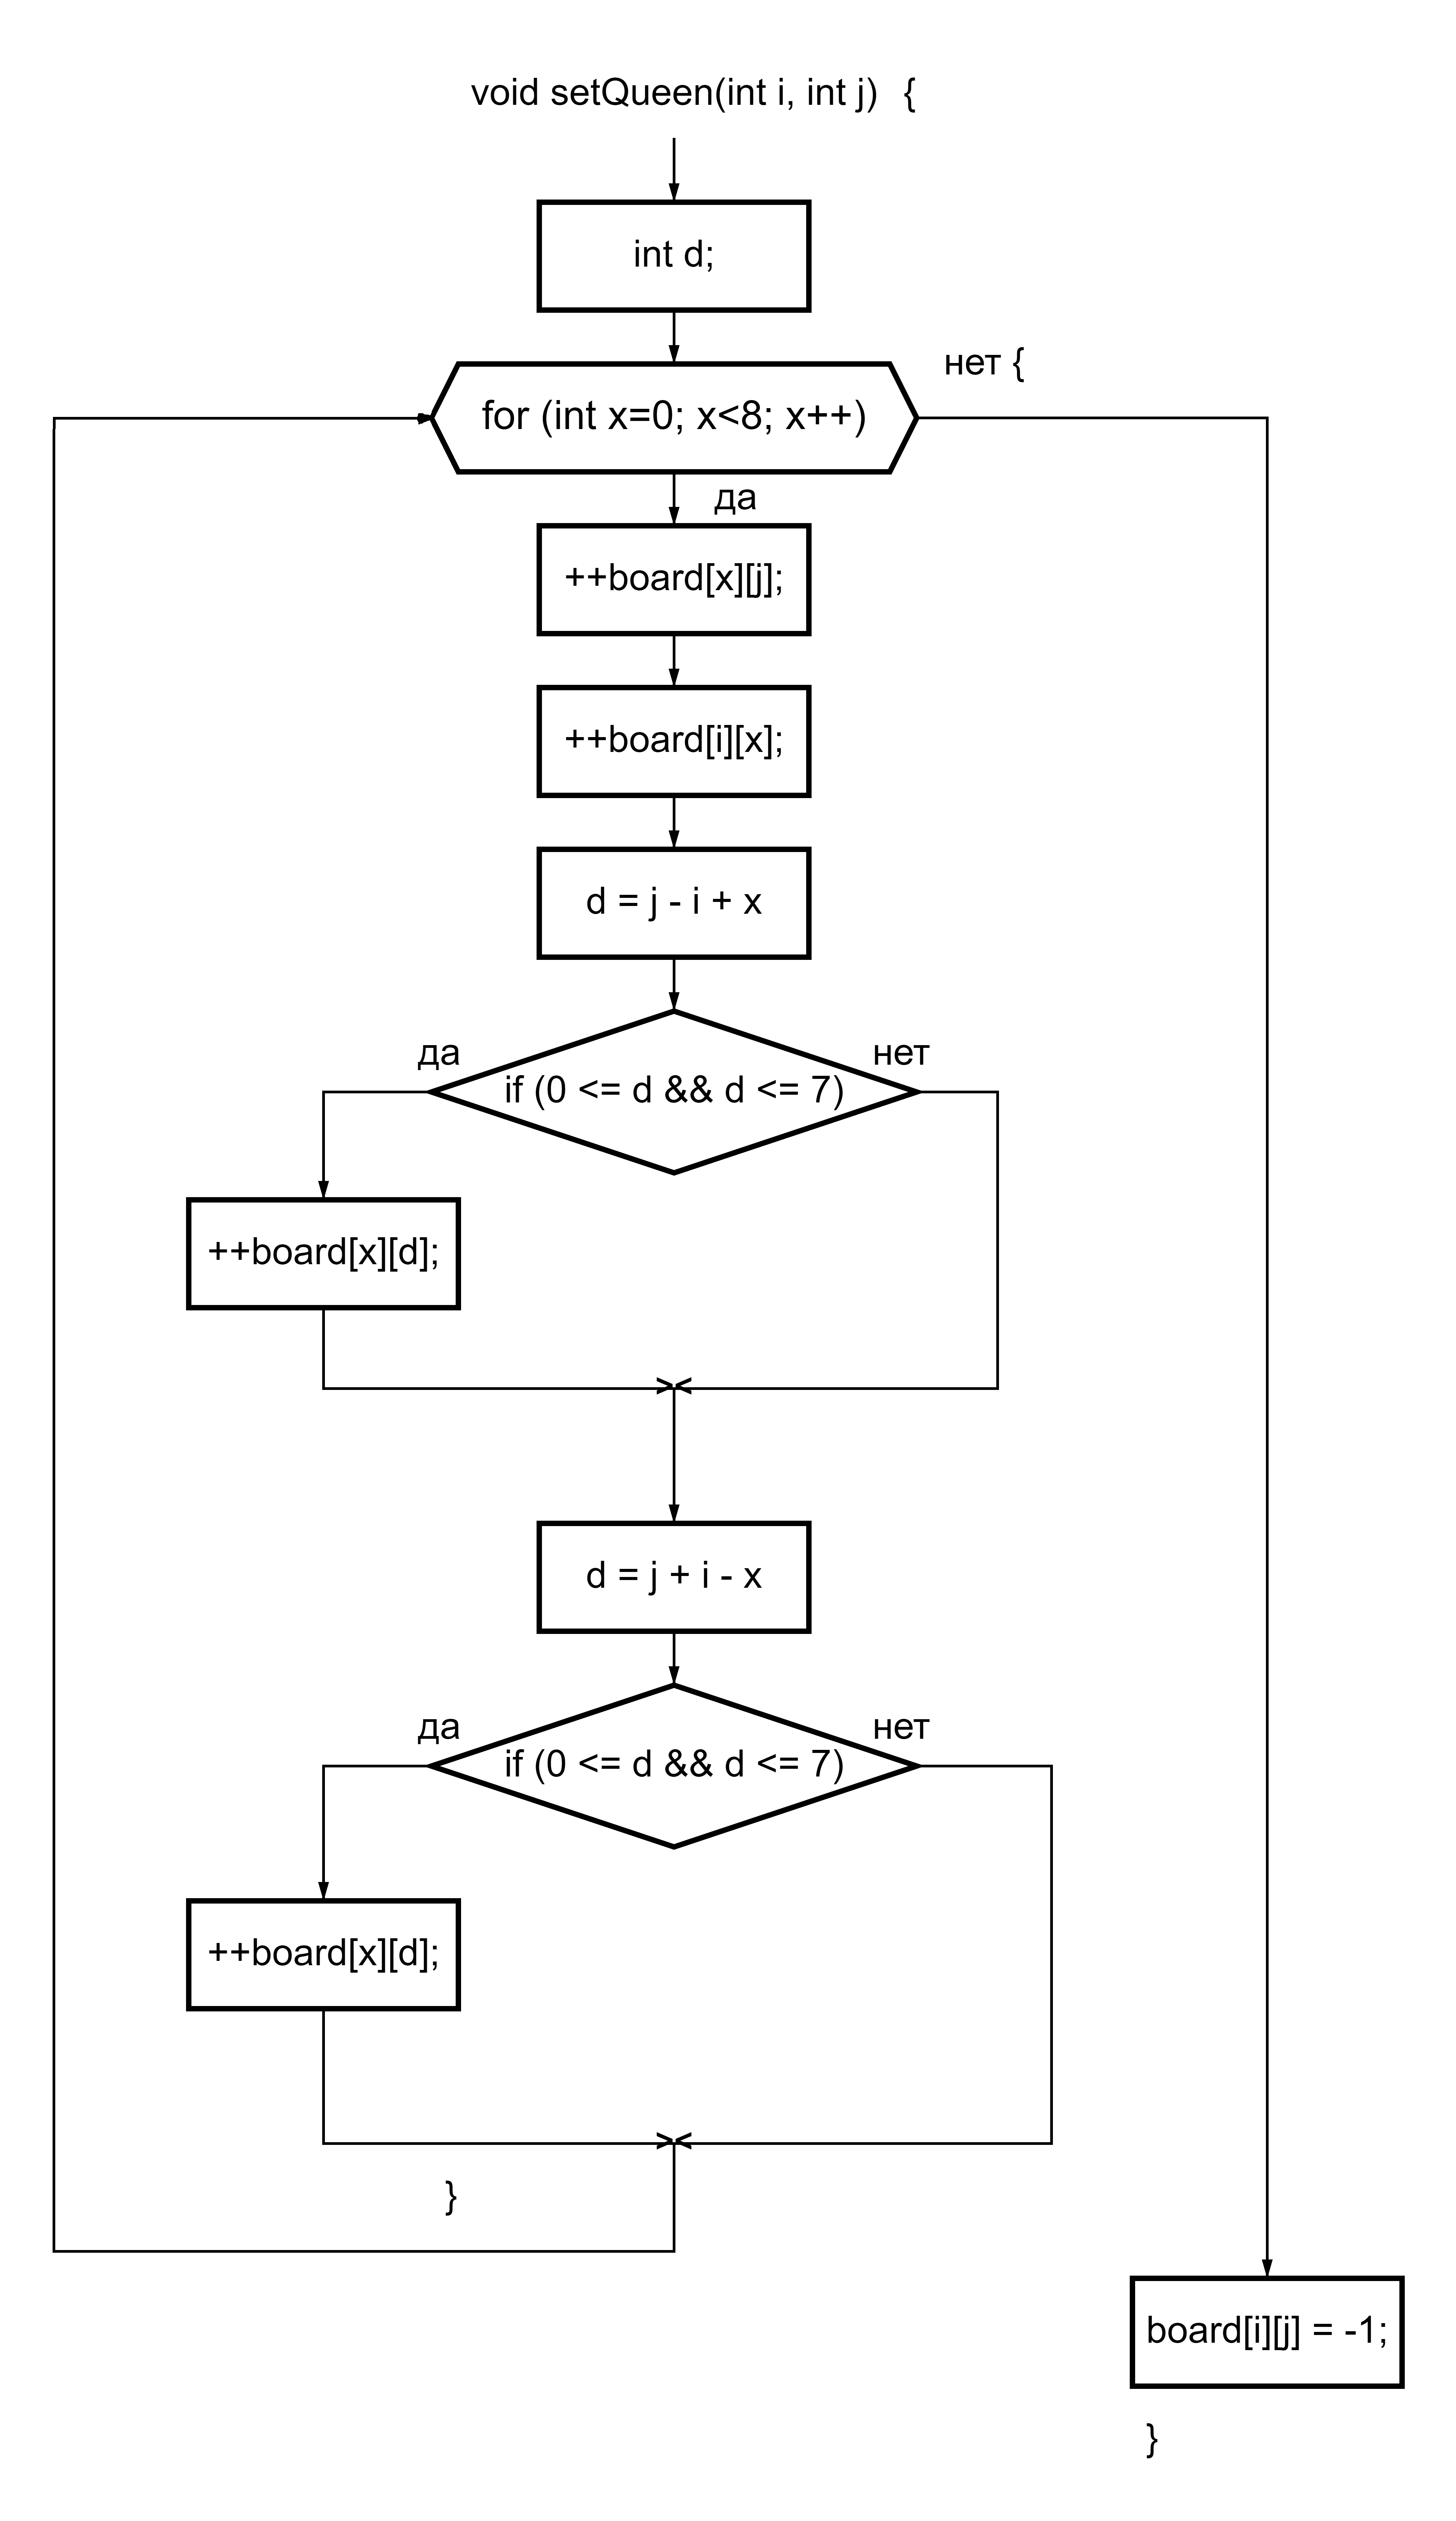 void setQueen(int i, int j) {
int d;
нет {
for (int x=0; x<8; x++)
да
++board[x][j];
++board[i][x];
d = j - i + x
да
нет
if (0 <= d && d <= 7)
++board[x][d];
><
d = j + i - x
да
нет
if (0 <= d && d <= 7)
++board[x][d];
><
}
board[i][j] = -1;
}